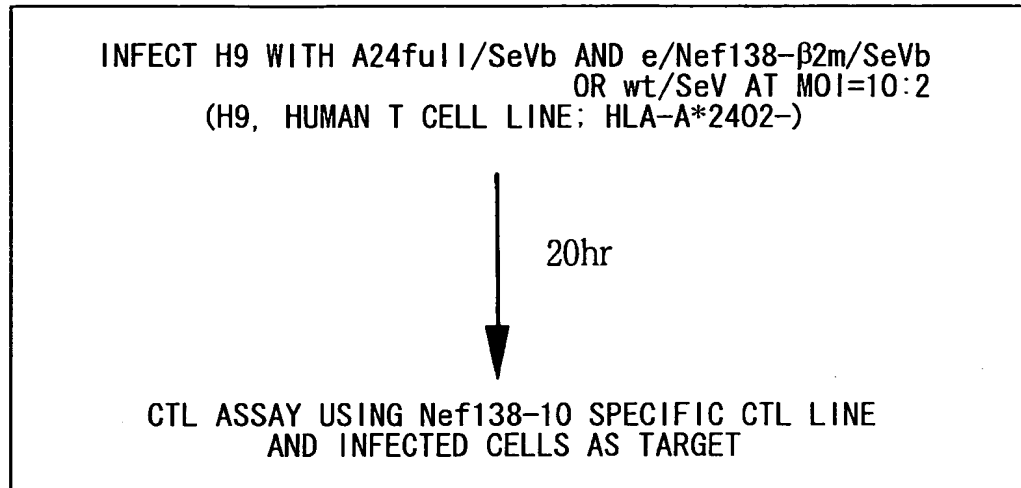 INFECT H9 WITH A24full/SeVb AND e/Nef138-β2m/SeVb
OR wt/SeV AT MOI=10:2
(H9, HUMAN T CELL LINE; HLA-A*2402-)
20hr
CTL ASSAY USING Nef138-10 SPECIFIC CTL LINE
AND INFECTED CELLS AS TARGET